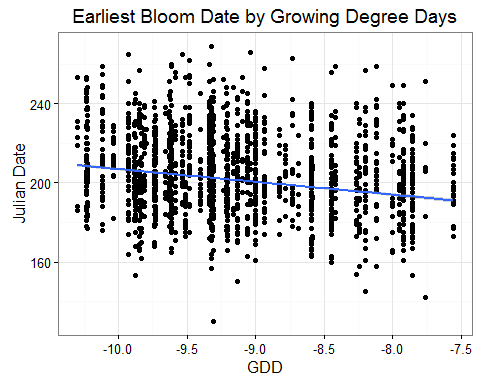 Earliest Bloom Date by Growing Degree Days
Julian Date
240
200
160
-10.0 -9.5 -9.0 -8.5 -8.0 -7.5
GDD